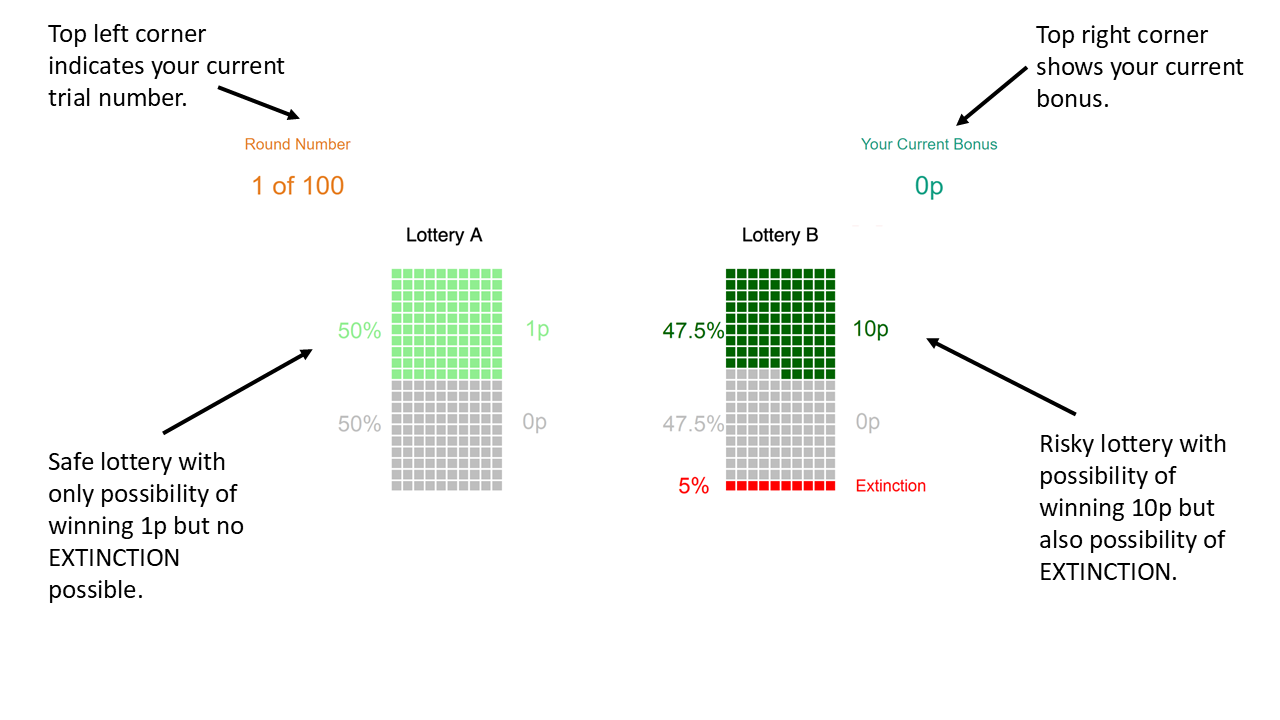 Top left corner
indicates your current
trial number.
Top right corner
shows your current
bonus.
Round Number
1 of 100
Your Current Bonus
0p
Lottery A
Lottery B
50%
1p
50%
0p
47.5%
10p
47.5%
0p
5%
Extinction
Safe lottery with
only possibility of
winning 1p but no
EXTINCTION
possible.
Risky lottery with
possibility of
winning 10p but
also possibility of
EXTINCTION.